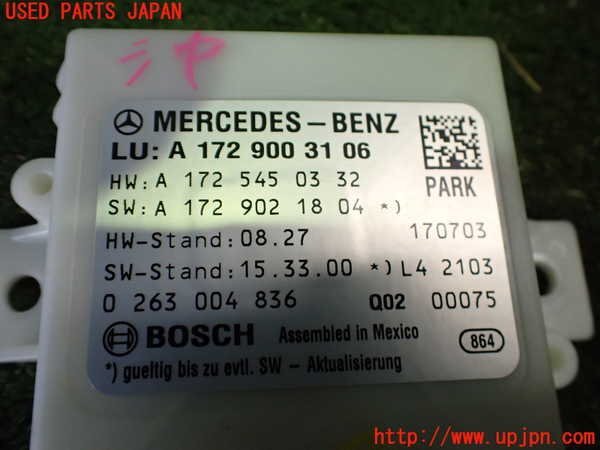 USED PARTS JAPAN
MERCEDES-BENZ
LU: A 172 900 31 06
HW: A 172 545 03 32
SW: A 172 902 18 04 *)
PARK
HW-Stand: 08.27
170703
SW-Stand: 15.33.00 *) L4 2103
0 263 004 836 Q02 00075
BOSCH Assembled in Mexico 864
*) gueltig bis zu evtl. SW - Aktualisierung
http://www.upjpn.com/